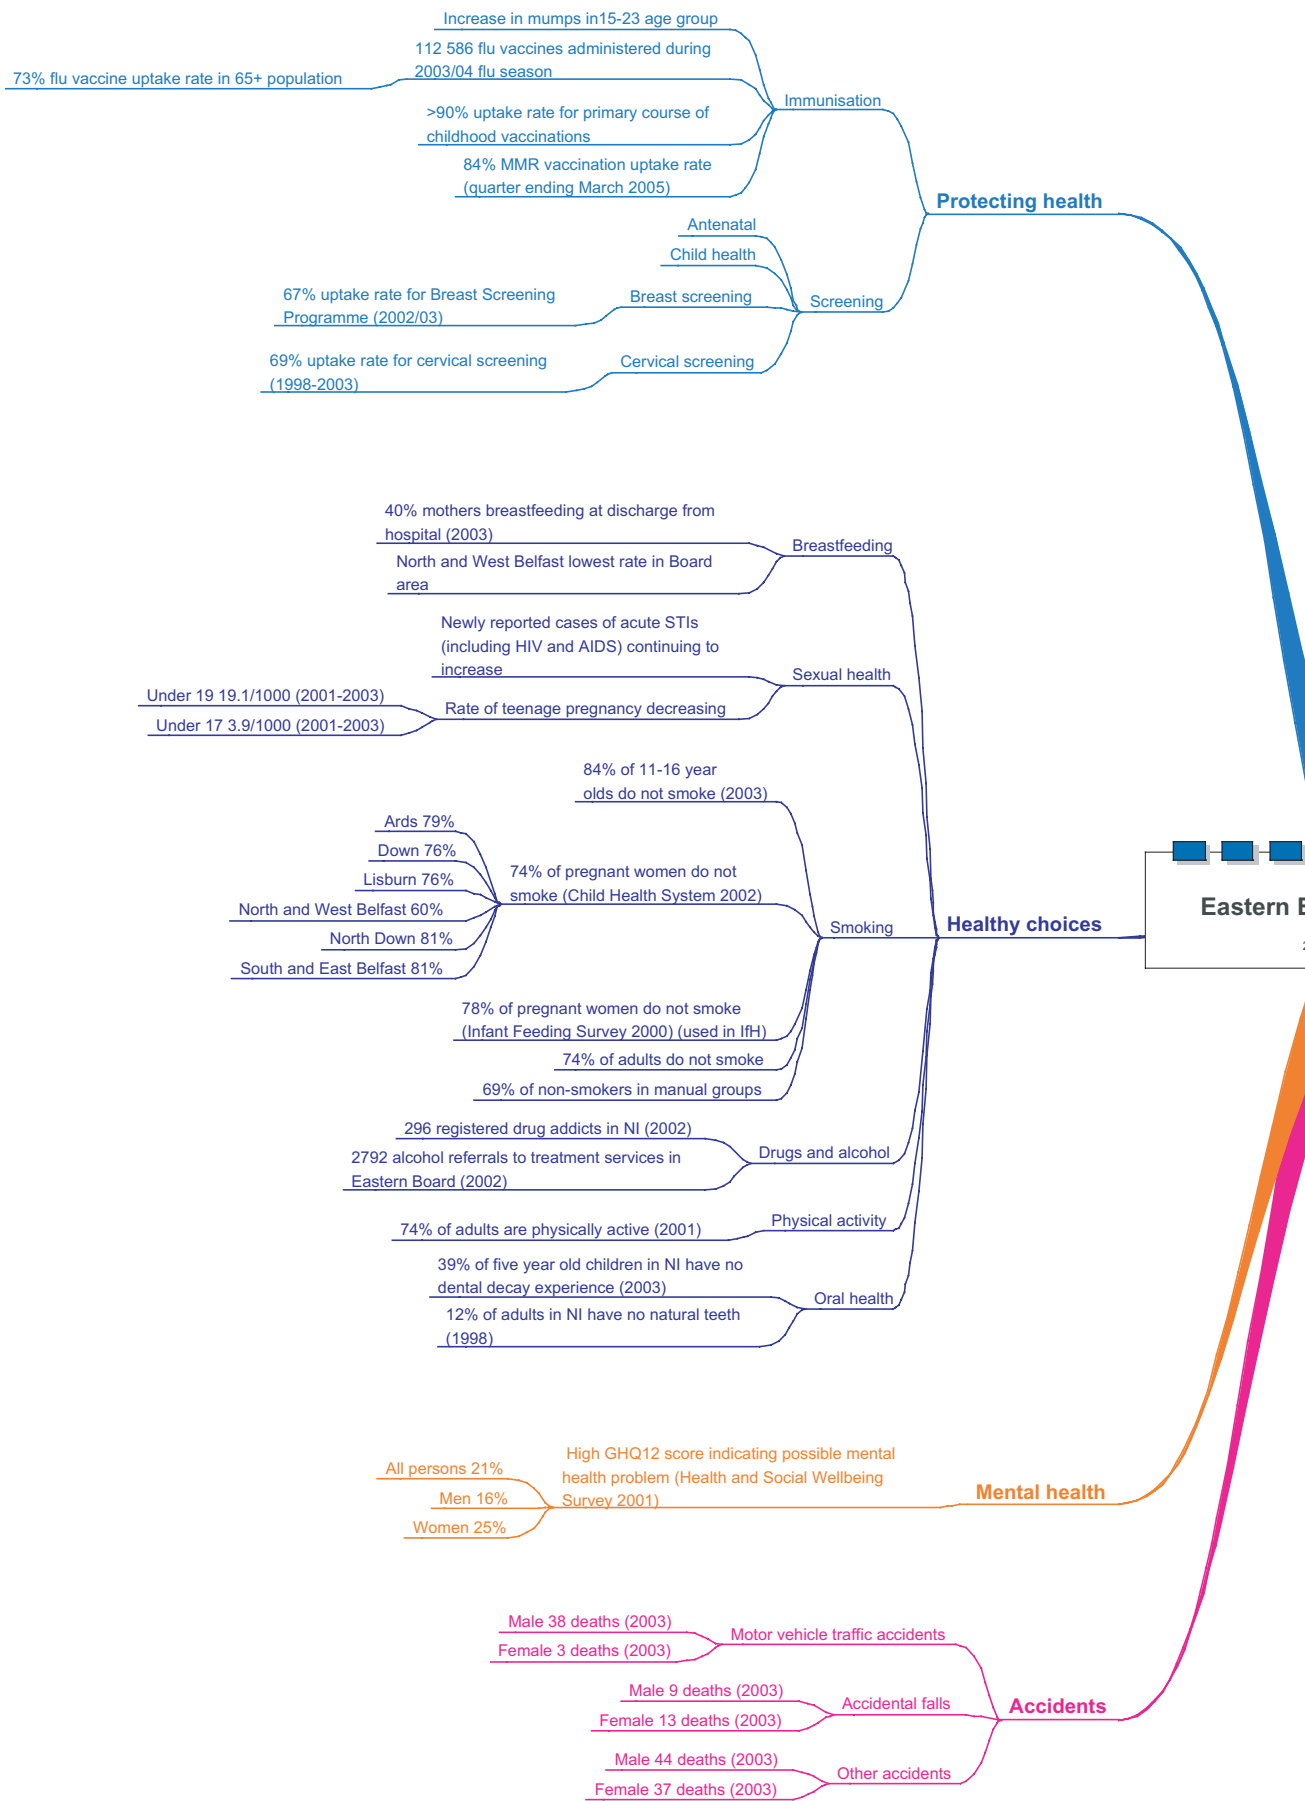 Increase in mumps in15-23 age group
112 586 flu vaccines administered during
2003/04 flu season
73% flu vaccine uptake rate in 65+ population
Immunisation
>90% uptake rate for primary course of
childhood vaccinations
84% MMR vaccination uptake rate
(quarter ending March 2005)
Protecting health
Antenatal
Child health
67% uptake rate for Breast Screening
Programme (2002/03)
Breast screening
Screening
69% uptake rate for cervical screening
(1998-2003)
Cervical screening
40% mothers breastfeeding at discharge from
hospital (2003)
Breastfeeding
North and West Belfast lowest rate in Board
area
Newly reported cases of acute STIs
(including HIV and AIDS) continuing to
increase
Sexual health
Under 19 19.1/1000 (2001-2003)
Rate of teenage pregnancy decreasing
Under 17 3.9/1000 (2001-2003)
84% of 11-16 year
olds do not smoke (2003)
Ards 79%
Down 76%
Lisburn 76%
74% of pregnant women do not
smoke (Child Health System 2002)
North and West Belfast 60%
North Down 81%
South and East Belfast 81%
Smoking
Healthy choices
Eastern
78% of pregnant women do not smoke
(Infant Feeding Survey 2000) (used in IfH)
74% of adults do not smoke
69% of non-smokers in manual groups
296 registered drug addicts in NI (2002)
Drugs and alcohol
2792 alcohol referrals to treatment services in
Eastern Board (2002)
Physical activity
74% of adults are physically active (2001)
39% of five year old children in NI have no
dental decay experience (2003)
Oral health
12% of adults in NI have no natural teeth
(1998)
High GHQ12 score indicating possible mental
health problem (Health and Social Wellbeing
Survey 2001)
All persons 21%
Men 16%
Women 25%
Mental health
Male 38 deaths (2003)
Motor vehicle traffic accidents
Female 3 deaths (2003)
Male 9 deaths (2003)
Accidental falls
Female 13 deaths (2003)
Accidents
Male 44 deaths (2003)
Other accidents
Female 37 deaths (2003)